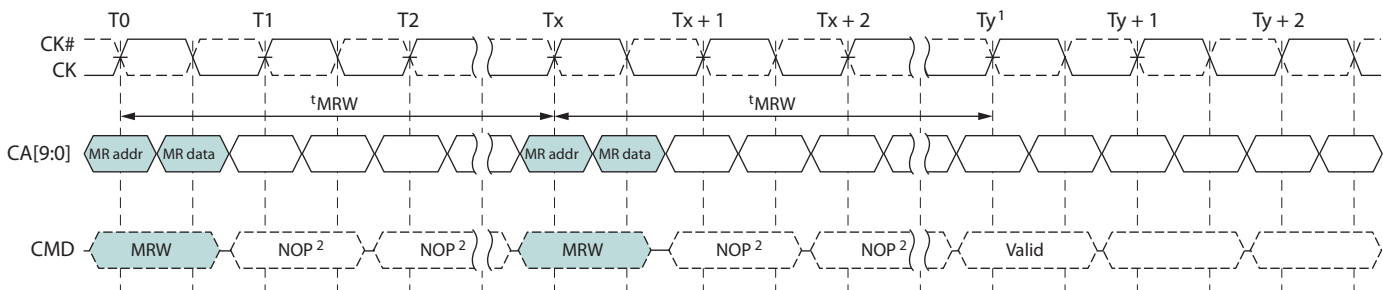 T0 T1 T2 Tx Tx + 1 Tx + 2 Ty¹ Ty + 1 Ty + 2
CK#
CK
ᵗMRW ᵗMRW
CA[9:0] MR addr MR data MR addr MR data
CMD MRW NOP ² NOP ² MRW NOP ² NOP ² Valid